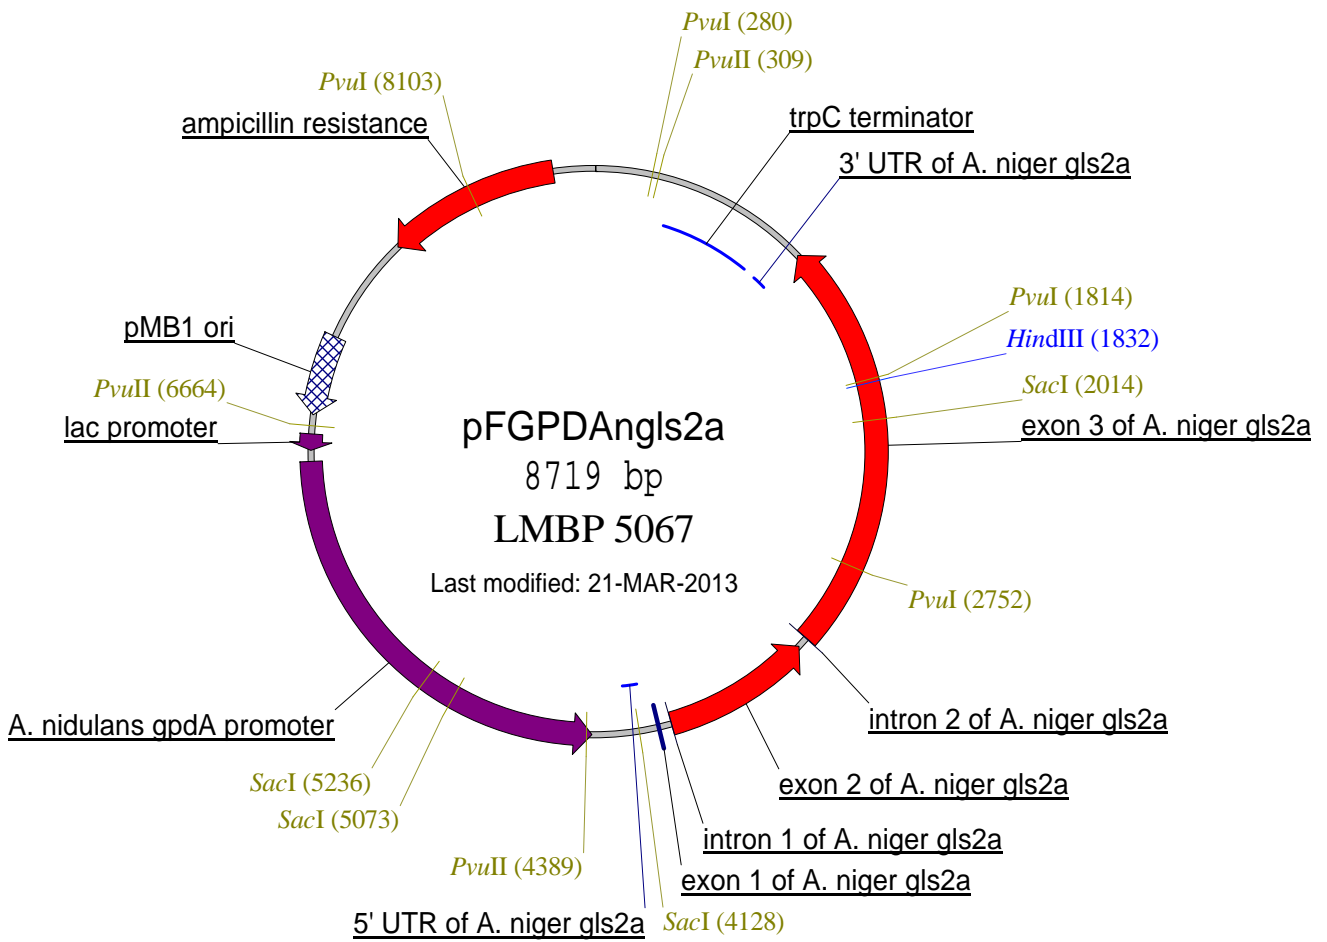 PvuI (280)
PvuII (309)
PvuI (8103)
ampicillin resistance
trpC terminator
3' UTR of A. niger gls2a
PvuI (1814)
HindIII (1832)
SacI (2014)
exon 3 of A. niger gls2a
pMB1 ori
PvuII (6664)
lac promoter
pFGPDAngls2a
8719 bp
LMBP 5067
Last modified: 21-MAR-2013
PvuI (2752)
intron 2 of A. niger gls2a
A. nidulans gpdA promoter
SacI (5236)
SacI (5073)
exon 2 of A. niger gls2a
intron 1 of A. niger gls2a
PvuII (4389)
exon 1 of A. niger gls2a
5' UTR of A. niger gls2a
SacI (4128)